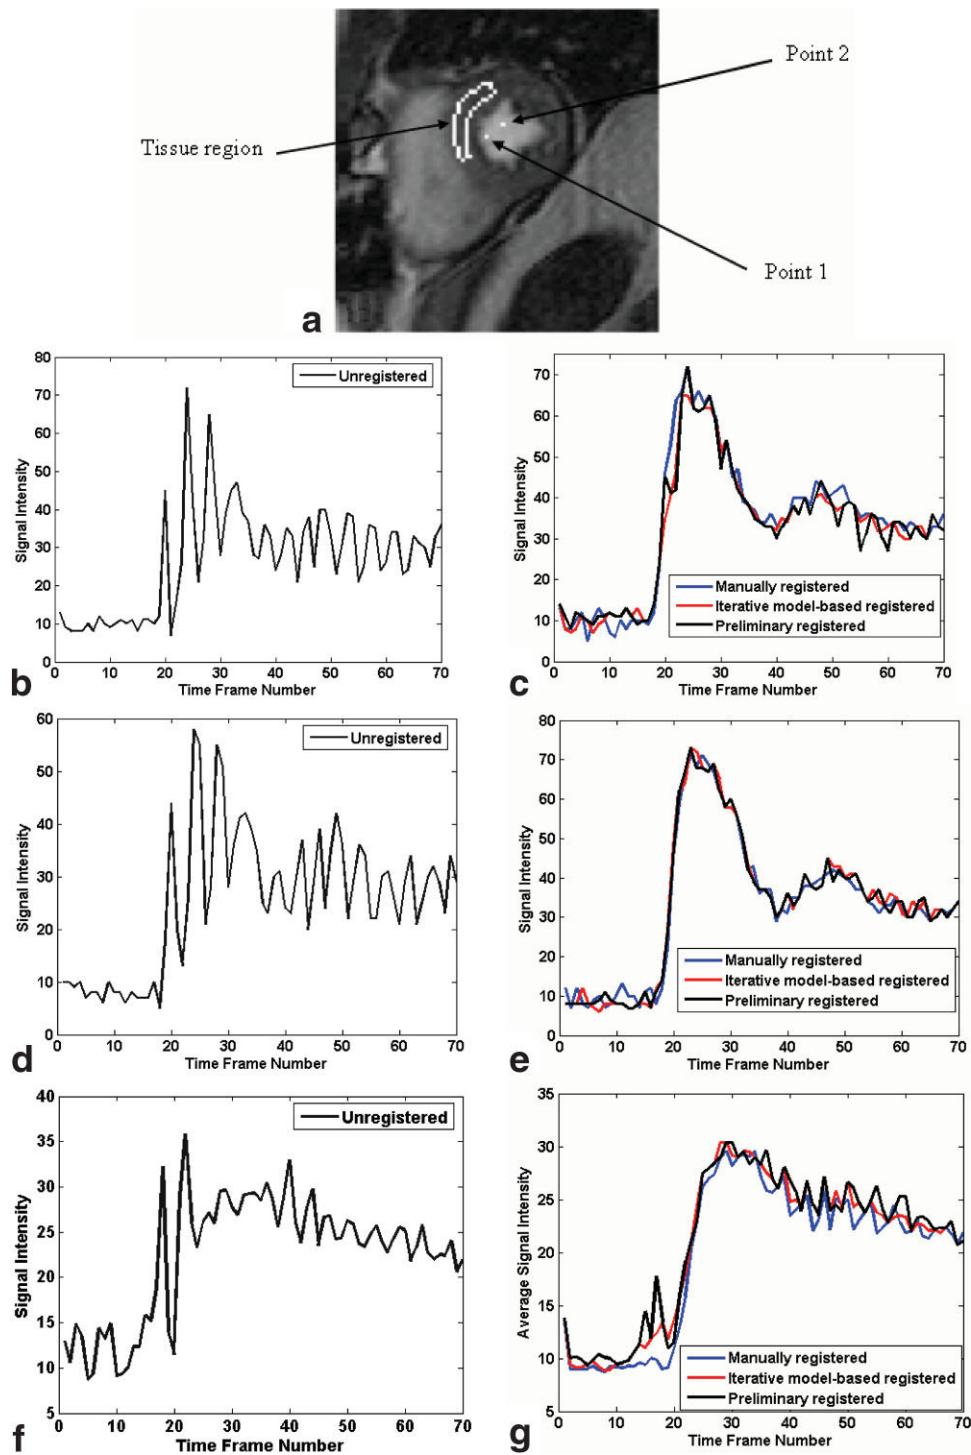 Point 2
Tissue region
Point 1
a
80
70
60
50
40
30
20
10
0
Signal Intensity
Unregistered
0 10 20 30 40 50 60 70
Time Frame Number
b
70
60
50
40
30
20
10
0
Signal Intensity
Manually registered
Iterative model-based registered
Preliminary registered
0 10 20 30 40 50 60 70
Time Frame Number
c
60
50
40
30
20
10
0
Signal Intensity
Unregistered
0 10 20 30 40 50 60 70
Time Frame Number
d
80
70
60
50
40
30
20
10
0
Signal Intensity
Manually registered
Iterative model-based registered
Preliminary registered
0 10 20 30 40 50 60 70
Time Frame Number
e
40
35
30
25
20
15
10
5
Signal Intensity
Unregistered
0 10 20 30 40 50 60 70
Time Frame Number
f
35
30
25
20
15
10
5
Average Signal Intensity
Manually registered
Iterative model-based registered
Preliminary registered
0 10 20 30 40 50 60 70
Time Frame Number
g